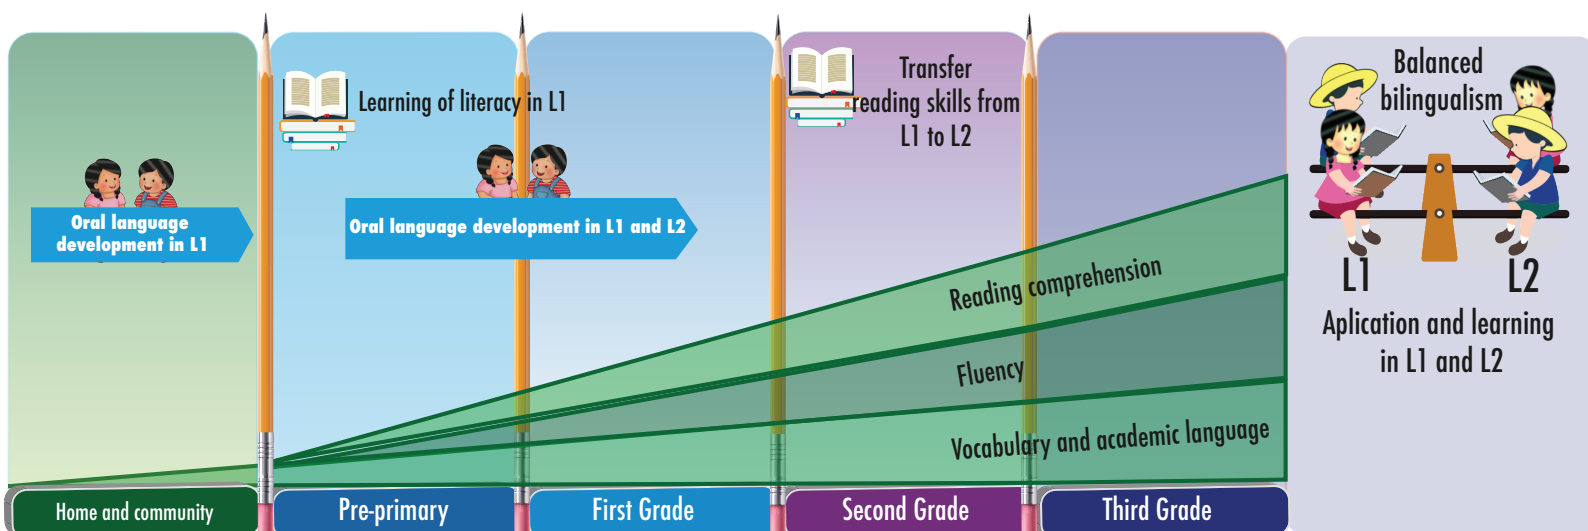 Learning of literacy in L1
Transfer
reading skills from
L1 to L2
Balanced
bilingualism
Oral language
development in L1
Oral language development in L1 and L2
L1
L2
Aplication and learning
in L1 and L2
Reading comprehension
Fluency
Vocabulary and academic language
Home and community
Pre-primary
First Grade
Second Grade
Third Grade